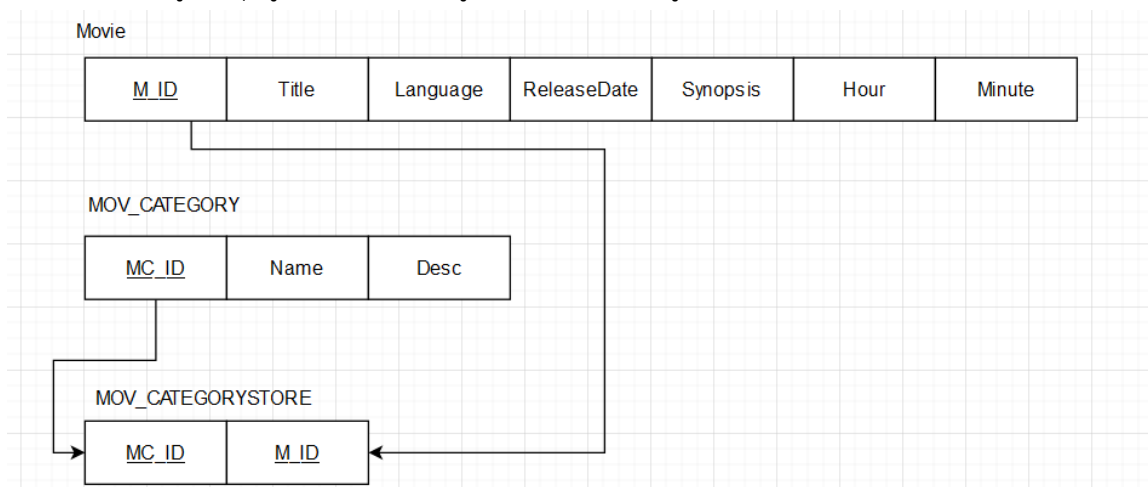 Movie
M_ID Title Language ReleaseDate Synopsis Hour Minute
MOV_CATEGORY
MC_ID Name Desc
MOV_CATEGORYSTORE
MC_ID M_ID